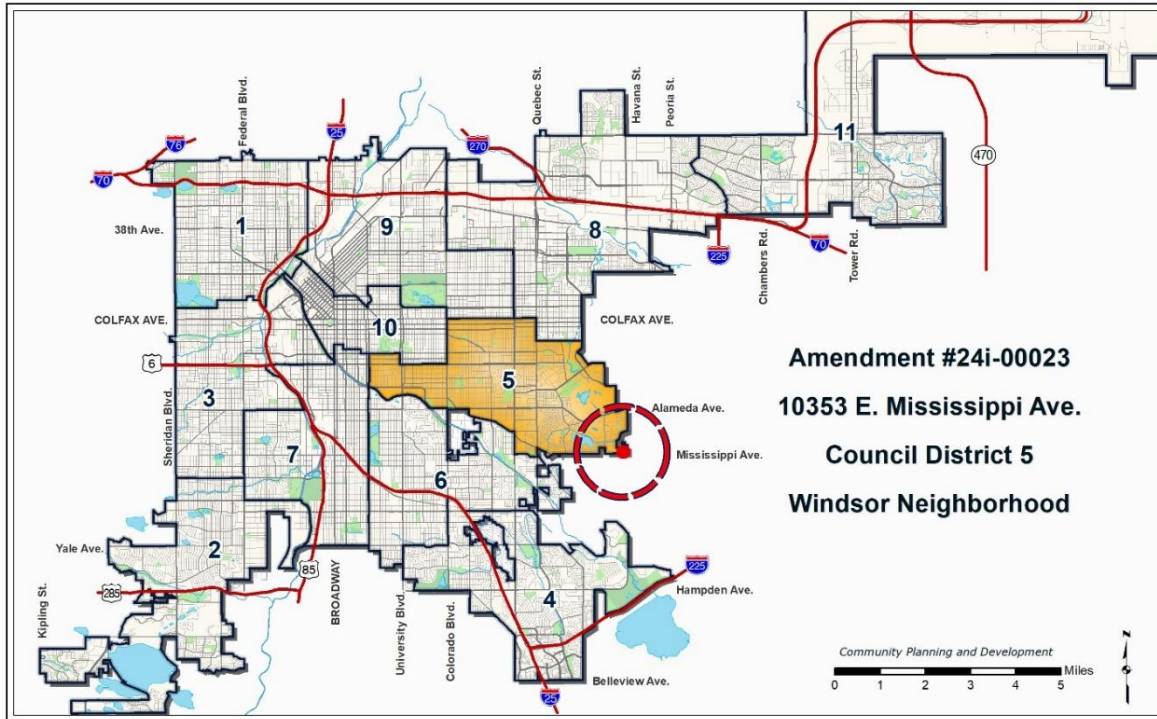 Federal Blvd.
25
Quebec St.
Havana St.
Peoria St.
76
270
11
470
70
38th Ave.
1
9
8
225
Chambers Rd.
70
Tower Rd.
COLFAX AVE.
10
COLFAX AVE.
6
5
3
Sheridan Blvd.
Alameda Ave.
7
Mississippi Ave.
6
Amendment #24i-00023
10353 E. Mississippi Ave.
Council District 5
Windsor Neighborhood
Yale Ave.
2
85
285
Kipling St.
BROADWAY
University Blvd.
Colorado Blvd.
4
225
Hampden Ave.
25
Belleview Ave.
Community Planning and Development
Miles
0 1 2 3 4 5
N